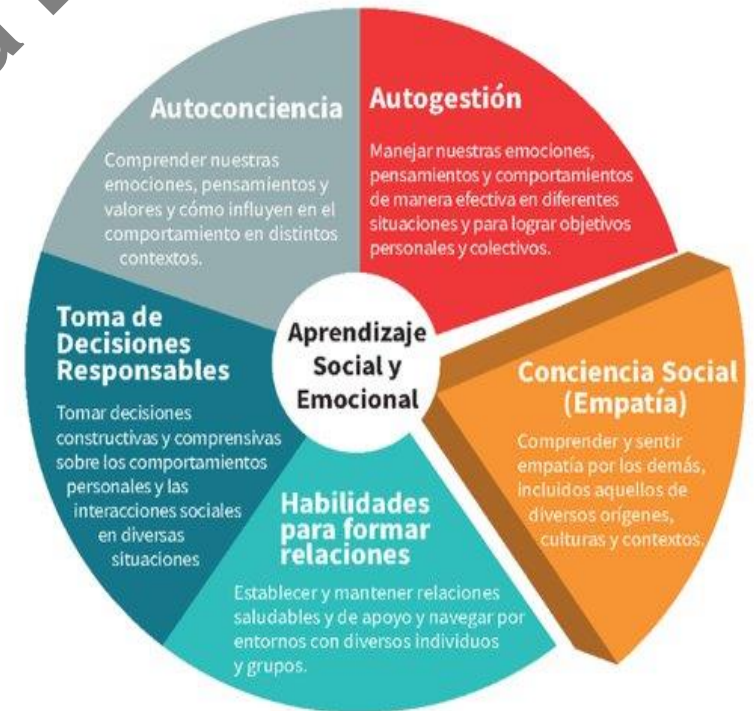 Autoconciencia
Comprender nuestras
emociones, pensamientos y
valores y cómo influyen en el
comportamiento en distintos
contextos.
Autogestión
Manejar nuestras emociones,
pensamientos y comportamientos
de manera efectiva en diferentes
situaciones y para lograr objetivos
personales y colectivos.
Conciencia Social
(Empatía)
Comprender y sentir
empatía por los demás,
incluidos aquellos de
diversos orígenes,
culturas y contextos.
Habilidades
para formar
relaciones
Establecer y mantener relaciones
saludables y de apoyo y navegar por
entornos con diversos individuos
y grupos.
Toma de
Decisiones
Responsables
Tomar decisiones
constructivas y comprensivas
sobre los comportamientos
personales y las
interacciones sociales
en diversas
situaciones
Aprendizaje
Social y
Emocional